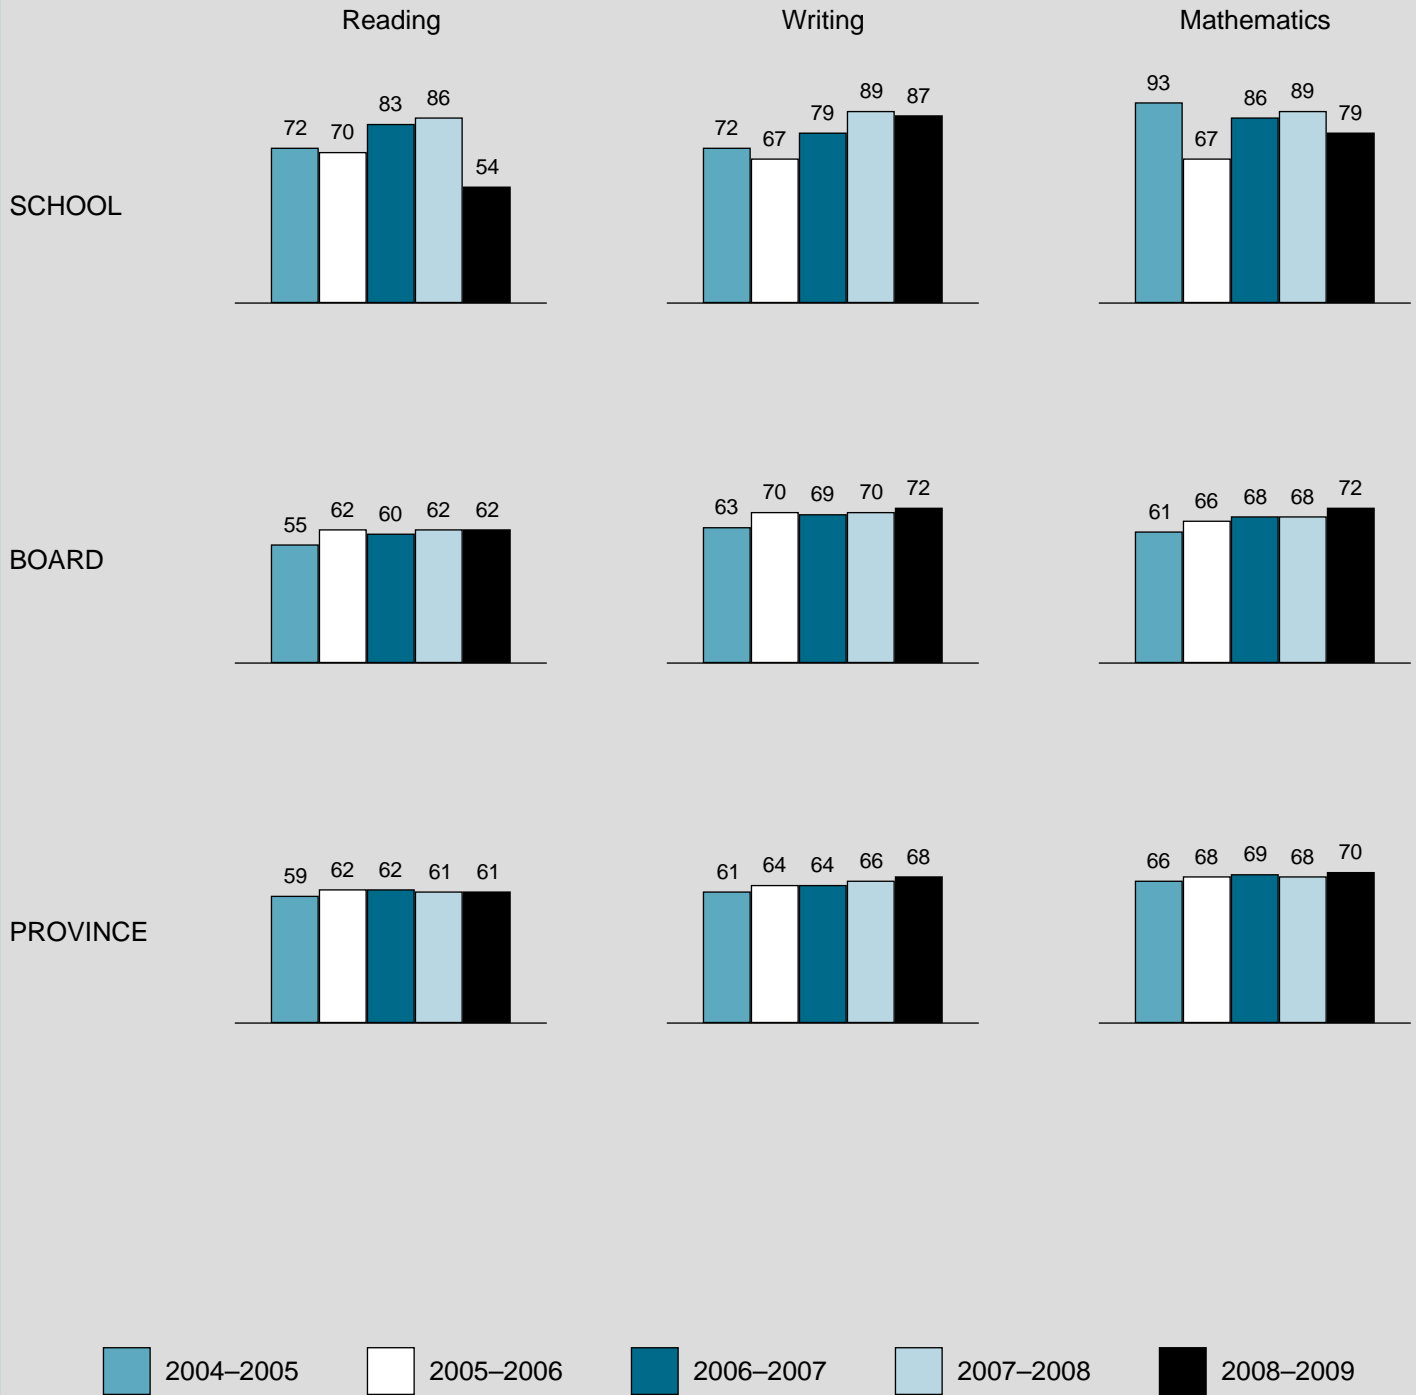 Reading Writing Mathematics
SCHOOL
72 70 83 86 54
72 67 79 89 87
93 67 86 89 79
BOARD
55 62 60 62 62
63 70 69 70 72
61 66 68 68 72
PROVINCE
59 62 62 61 61
61 64 64 66 68
66 68 69 68 70
2004–2005 2005–2006 2006–2007 2007–2008 2008–2009